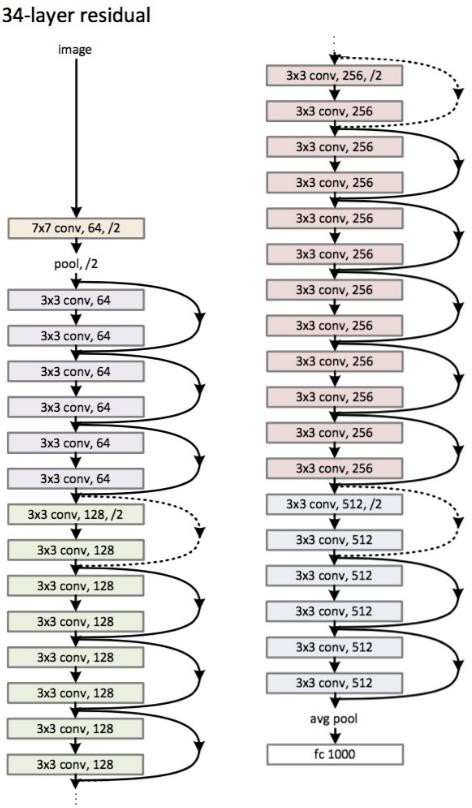 34-layer residual
image
7x7 conv, 64, /2
pool, /2
3x3 conv, 64
3x3 conv, 64
3x3 conv, 64
3x3 conv, 64
3x3 conv, 64
3x3 conv, 64
3x3 conv, 128, /2
3x3 conv, 128
3x3 conv, 128
3x3 conv, 128
3x3 conv, 128
3x3 conv, 128
3x3 conv, 128
3x3 conv, 128
3x3 conv, 256, /2
3x3 conv, 256
3x3 conv, 256
3x3 conv, 256
3x3 conv, 256
3x3 conv, 256
3x3 conv, 256
3x3 conv, 256
3x3 conv, 256
3x3 conv, 256
3x3 conv, 256
3x3 conv, 256
3x3 conv, 512, /2
3x3 conv, 512
3x3 conv, 512
3x3 conv, 512
3x3 conv, 512
3x3 conv, 512
avg pool
fc 1000